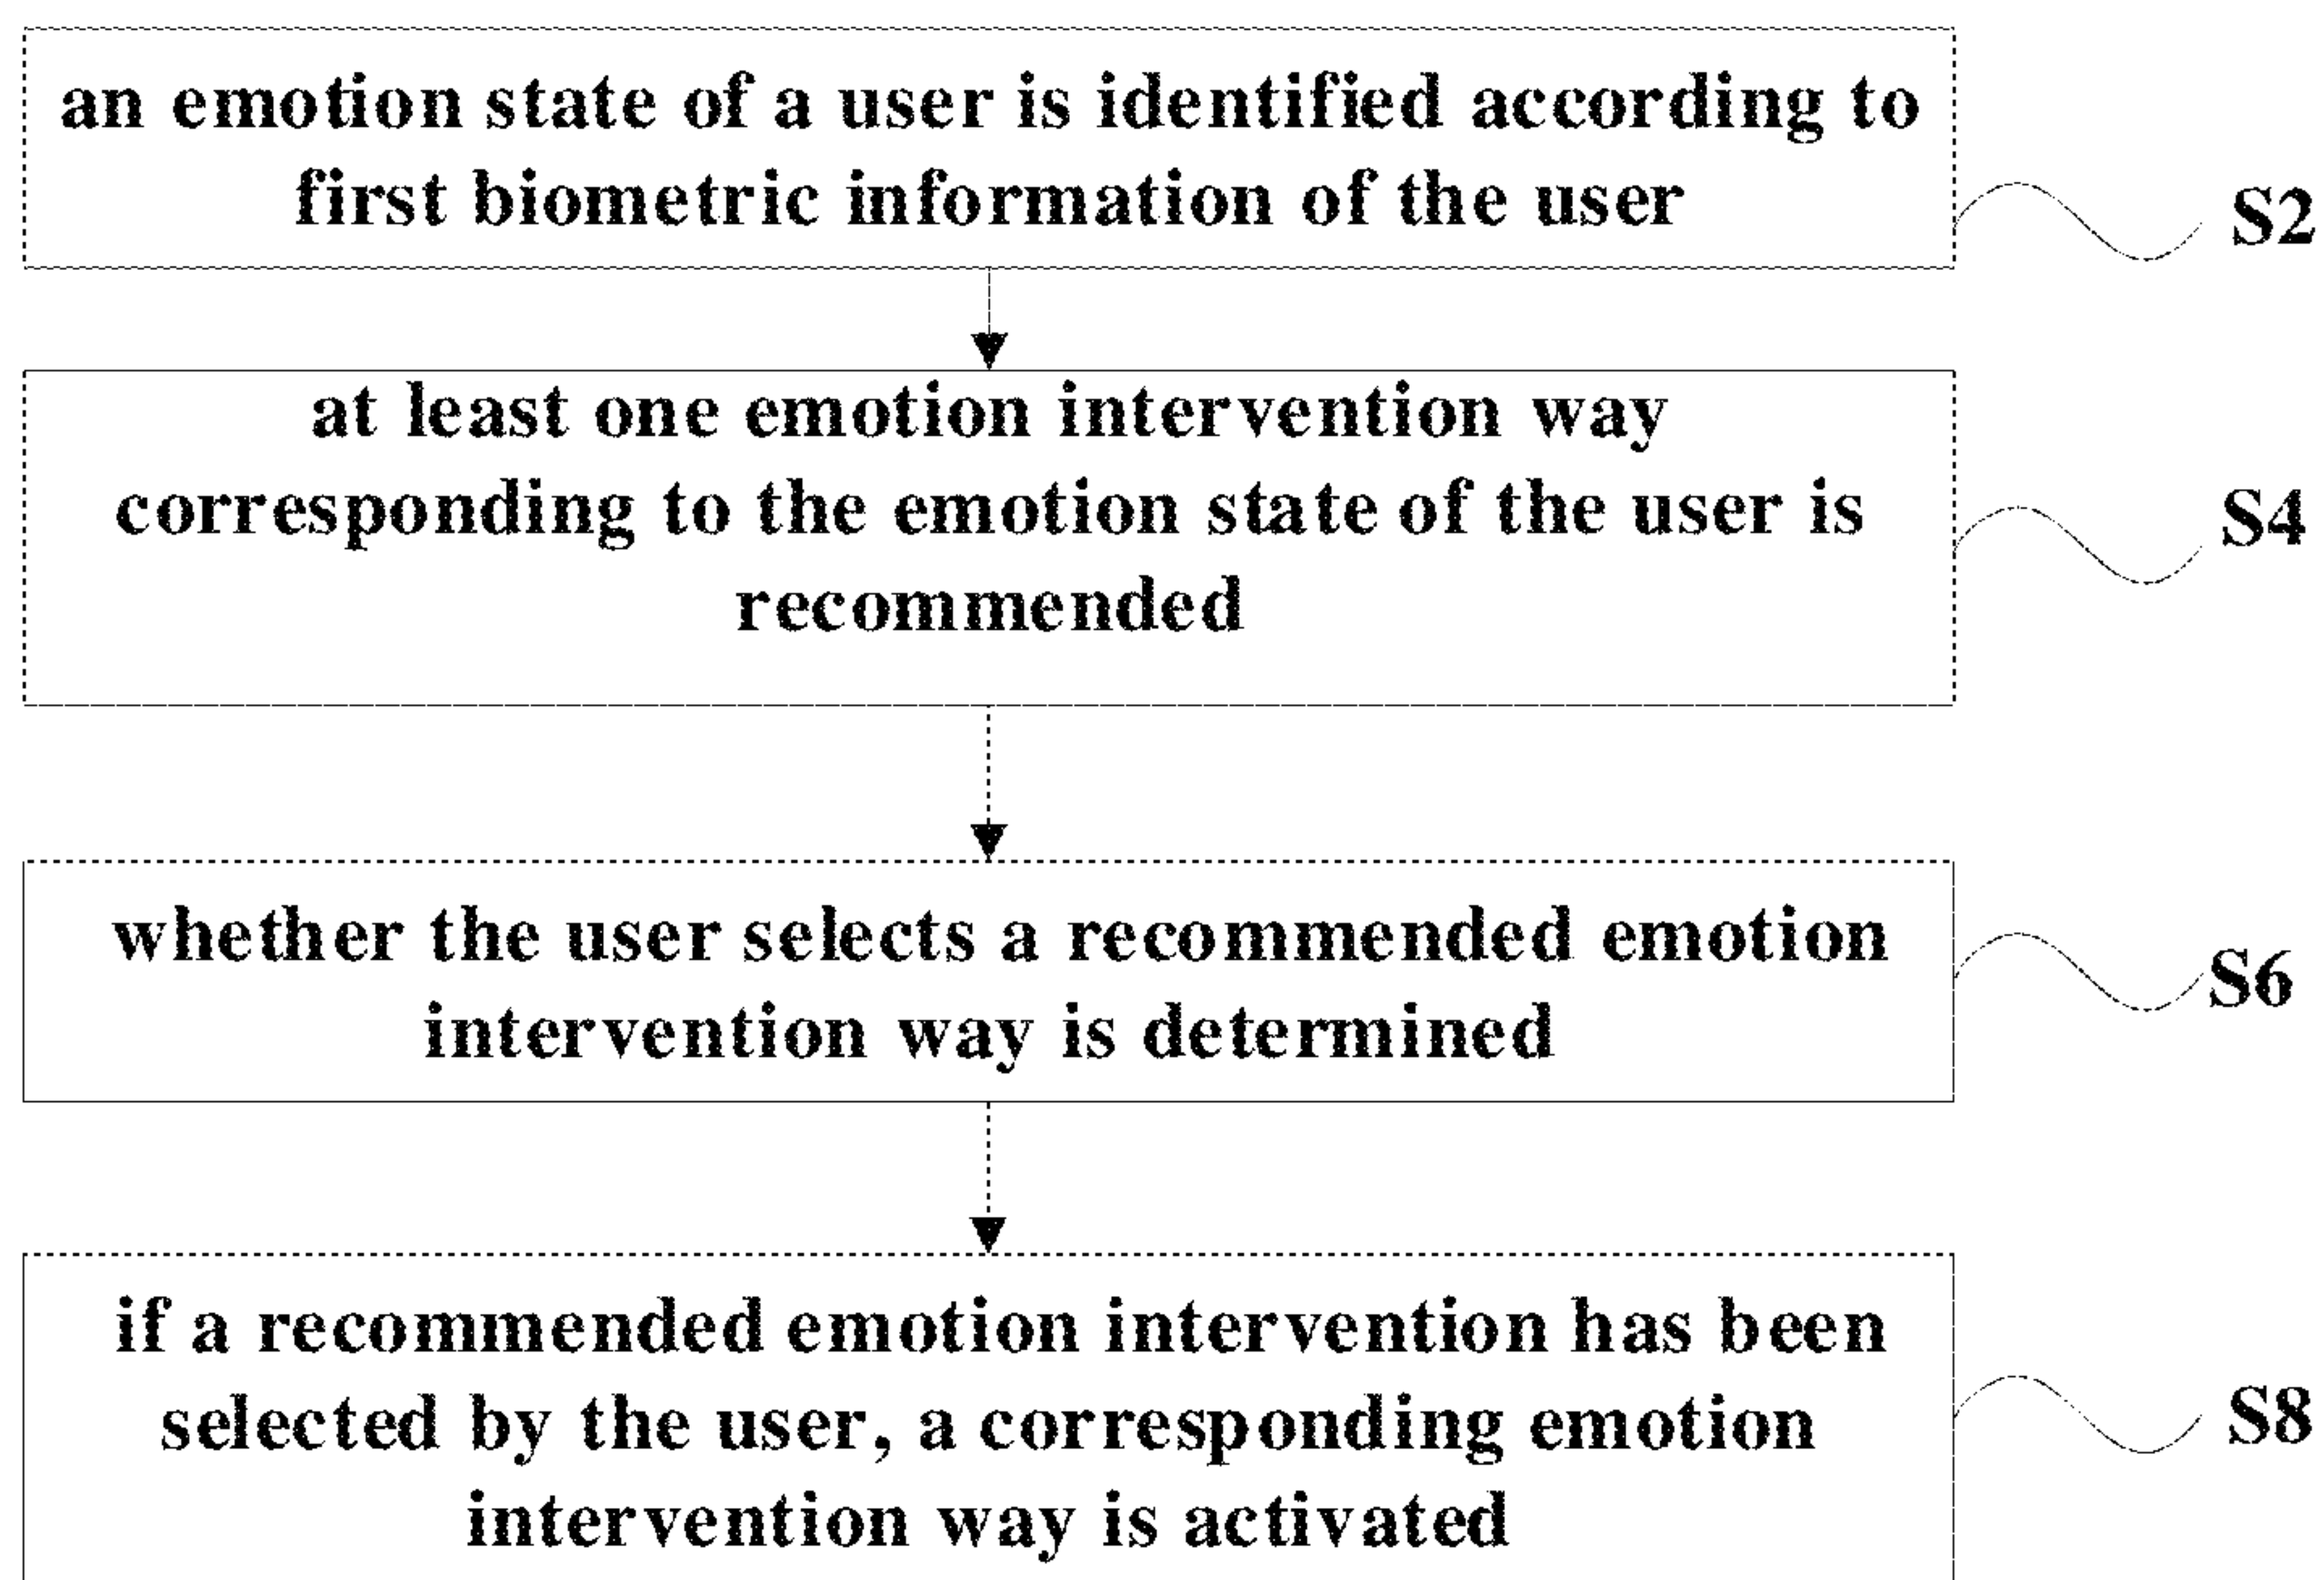 an emotion state of a user is identified according to
first biometric information of the user
S2
at least one emotion intervention way
corresponding to the emotion state of the user is
recommended
S4
whether the user selects a recommended emotion
intervention way is determined
S6
if a recommended emotion intervention has been
selected by the user, a corresponding emotion
intervention way is activated
S8